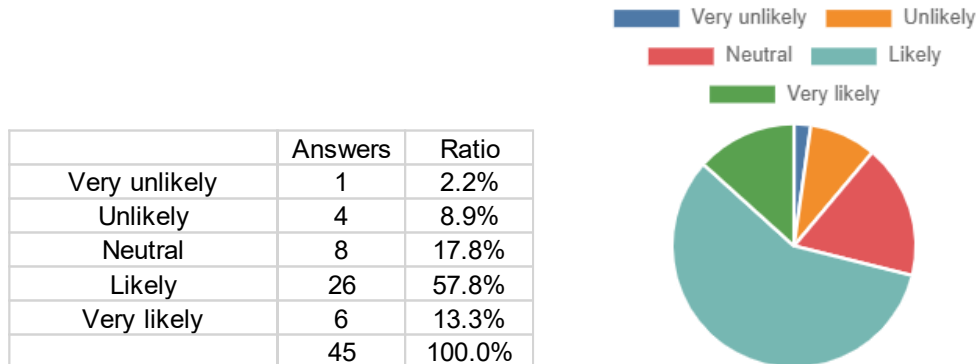 Very unlikely Unlikely
Neutral Likely
Very likely
Answers Ratio
Very unlikely 1 2.2%
Unlikely 4 8.9%
Neutral 8 17.8%
Likely 26 57.8%
Very likely 6 13.3%
45 100.0%